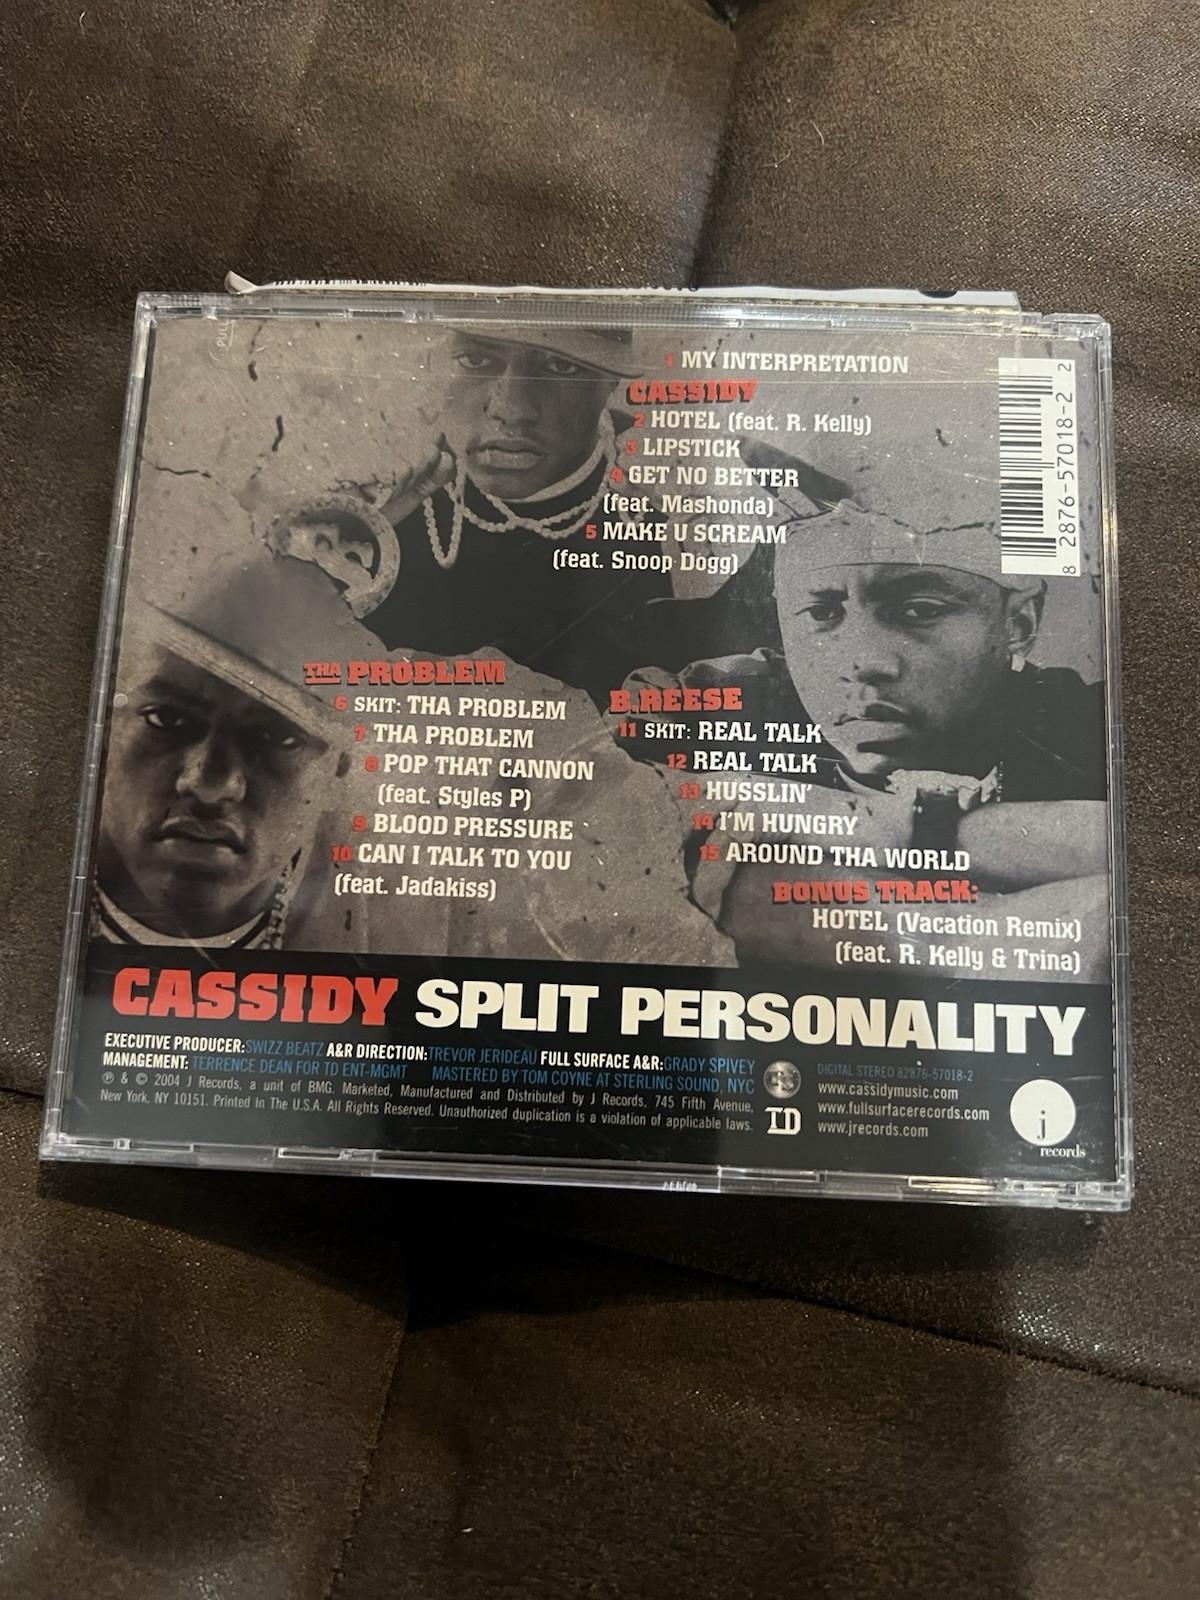 PULL
1 MY INTERPRETATION
CASSIDY
2 HOTEL (feat. R. Kelly)
3 LIPSTICK
4 GET NO BETTER
(feat. Mashonda)
5 MAKE U SCREAM
(feat. Snoop Dogg)
8 2876-57018-2 2
THA PROBLEM
6 SKIT: THA PROBLEM
7 THA PROBLEM
8 POP THAT CANNON
(feat. Styles P)
9 BLOOD PRESSURE
10 CAN I TALK TO YOU
(feat. Jadakiss)
B.REESE
11 SKIT: REAL TALK
12 REAL TALK
13 HUSSLIN'
14 I'M HUNGRY
15 AROUND THA WORLD
BONUS TRACK:
HOTEL (Vacation Remix)
(feat. R. Kelly & Trina)
CASSIDY SPLIT PERSONALITY
EXECUTIVE PRODUCER: SWIZZ BEATZ A&R DIRECTION: TREVOR JERIDEAU FULL SURFACE A&R: GRADY SPIVEY
MANAGEMENT: TERRENCE DEAN FOR TD ENT-MGMT MASTERED BY TOM COYNE AT STERLING SOUND, NYC
℗ & © 2004 J Records, a unit of BMG. Marketed, Manufactured and Distributed by J Records, 745 Fifth Avenue,
New York, NY 10151. Printed In The U.S.A. All Rights Reserved. Unauthorized duplication is a violation of applicable laws.
TD
DIGITAL STEREO 82876-57018-2
www.cassidymusic.com
www.fullsurfacerecords.com
www.jrecords.com
j
records